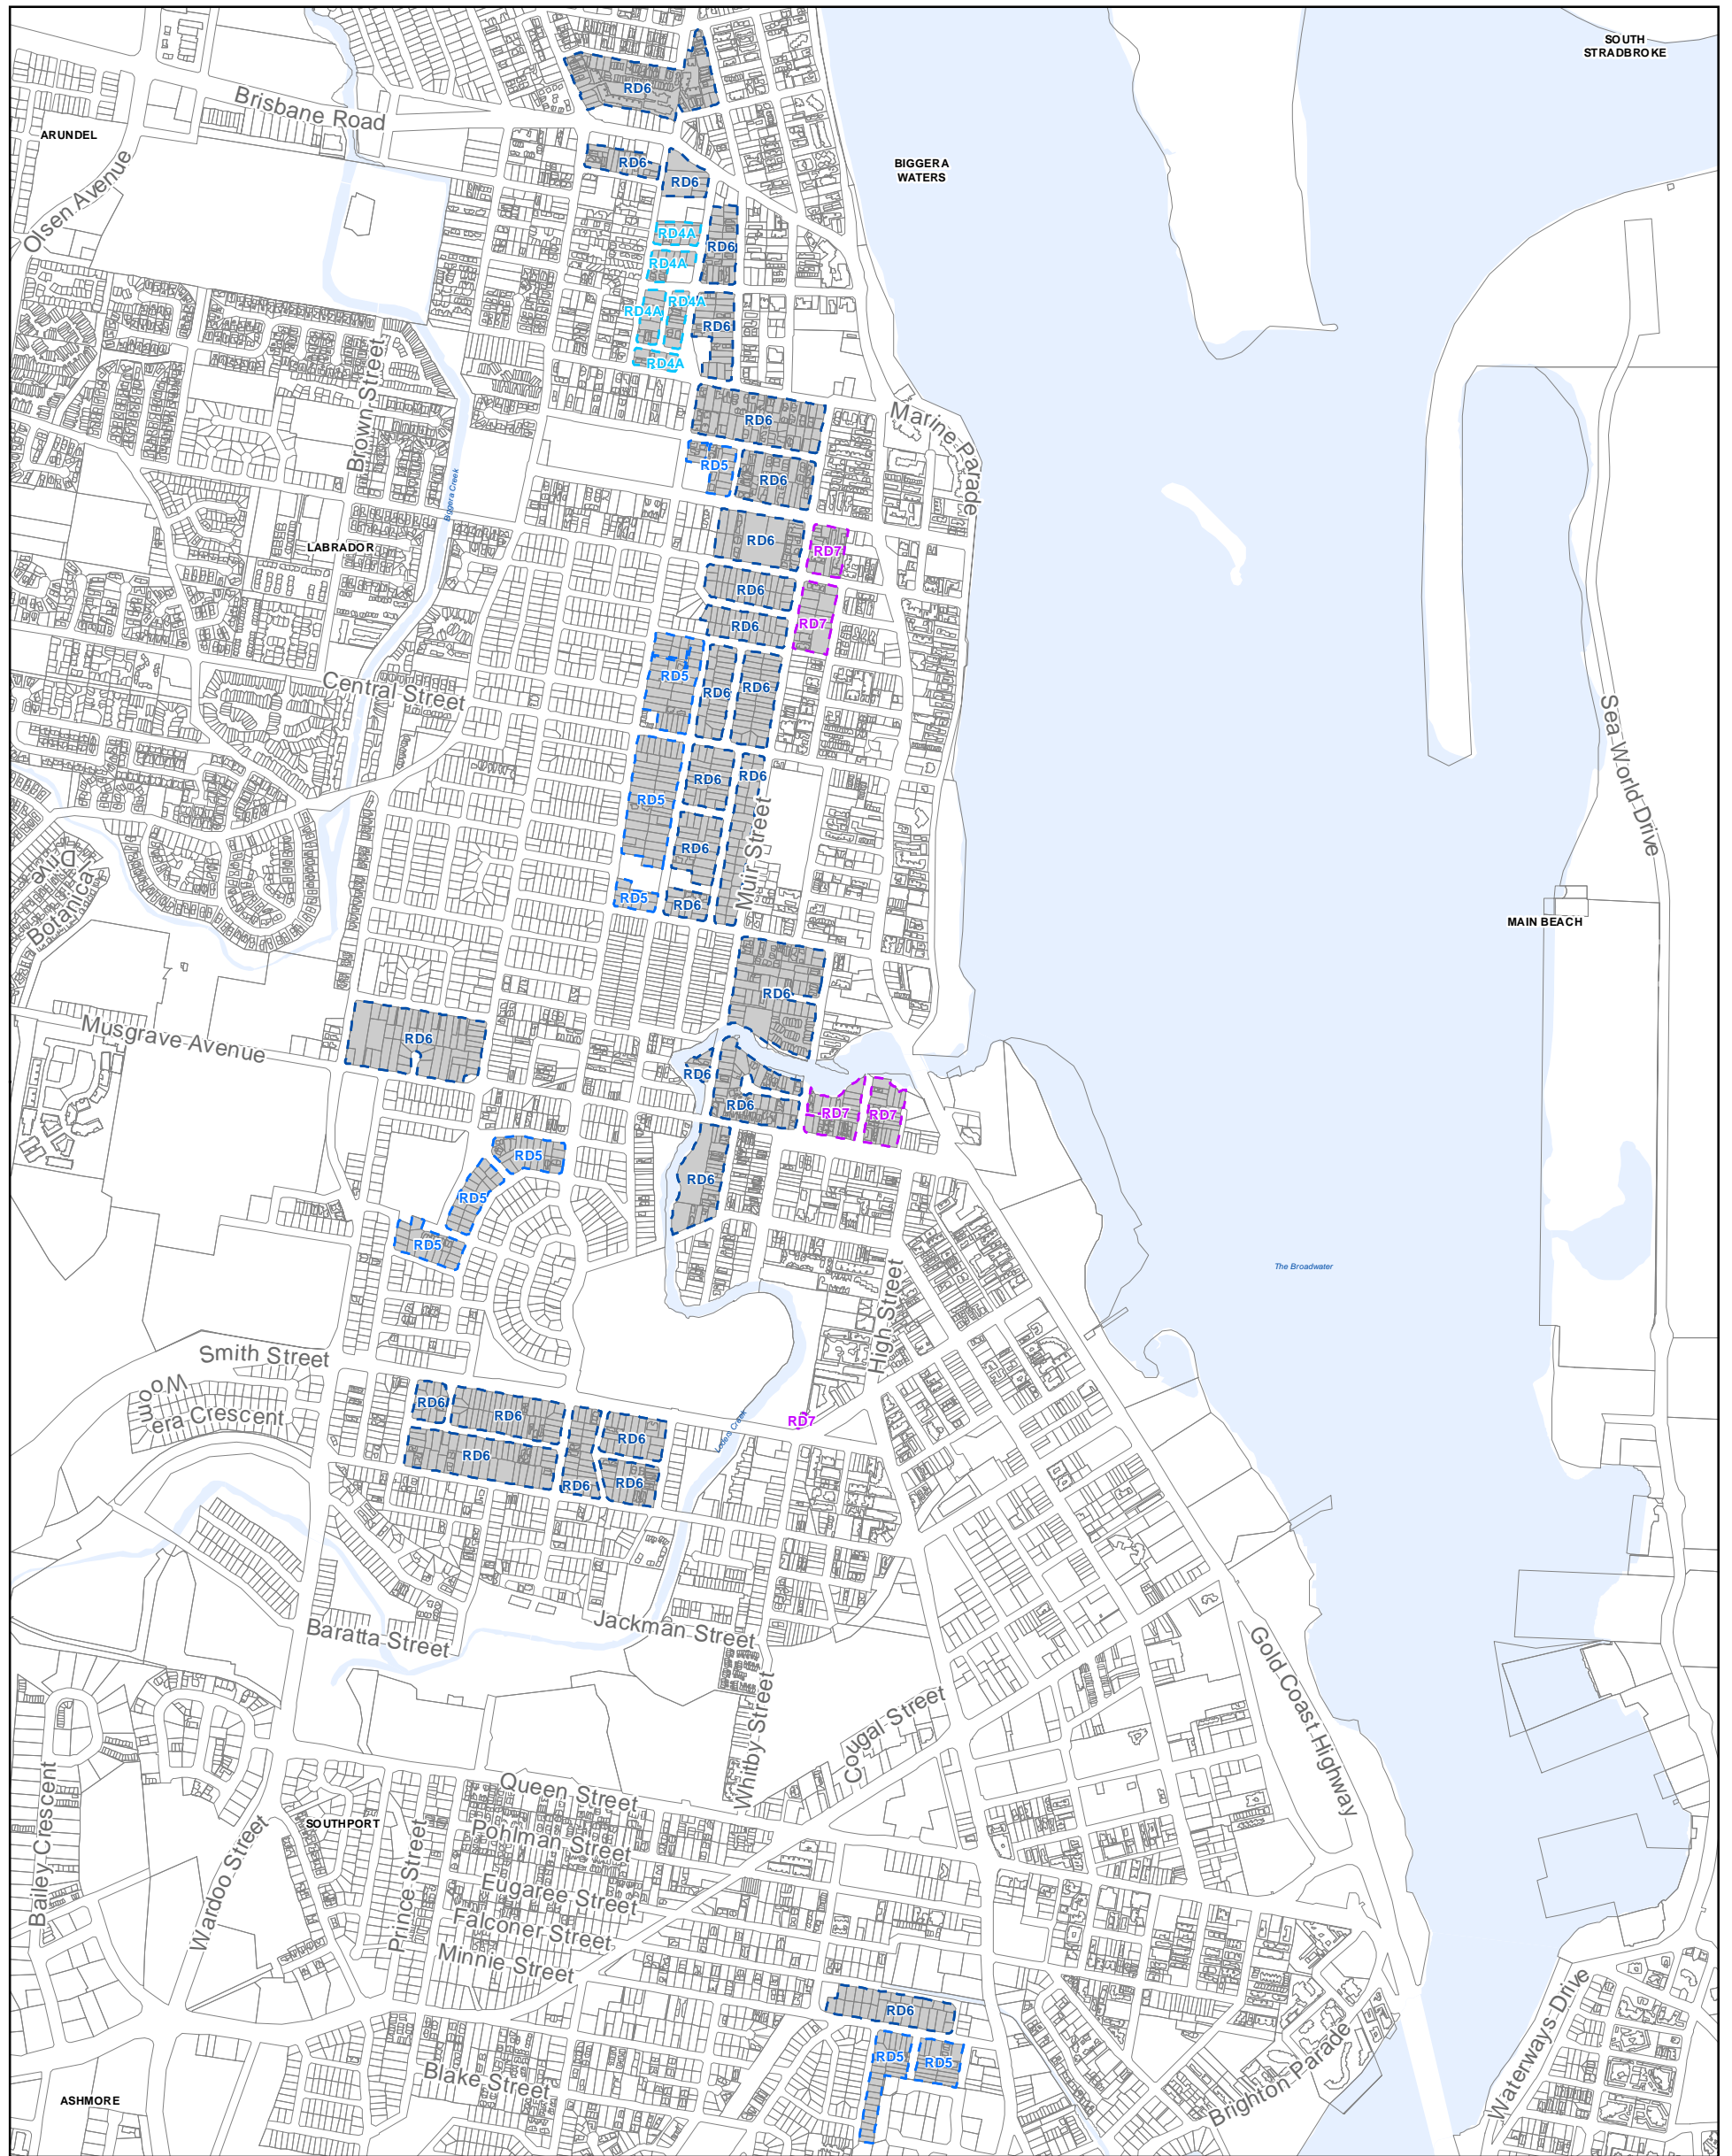 SOUTH
STRADBROKE
RD6
Brisbane Road
ARUNDEL
BIGGERA
WATERS
RD6
RD6
Olsen Avenue
RD4A
RD6
RD4A
RD4A
RD4A
RD6
RD4A
Brown Street
Marine Parade
RD6
RD5
RD6
Biggera Creek
RD6
RD7
LABRADOR
RD6
RD7
RD6
RD5
RD6
RD6
Central Street
Sea World Drive
RD6
RD6
RD5
Muir Street
RD6
Botanical Drive
RD5
RD6
MAIN BEACH
RD6
Musgrave Avenue
RD6
RD6
RD6
RD7
RD7
RD5
RD6
RD5
RD5
The Broadwater
High Street
Smith Street
Woomera Crescent
RD6
RD6
RD7
RD6
Loders Creek
RD6
RD6
RD6
Baratta Street
Jackman Street
Gold Coast Highway
Whitby Street
Cougal Street
Bailey Crescent
Queen Street
SOUTHPORT
Pohlman Street
Wardoo Street
Prince Street
Eugaree Street
Falconer Street
Minnie Street
RD6
Waterways Drive
RD5
RD5
Blake Street
Brighton Parade
ASHMORE